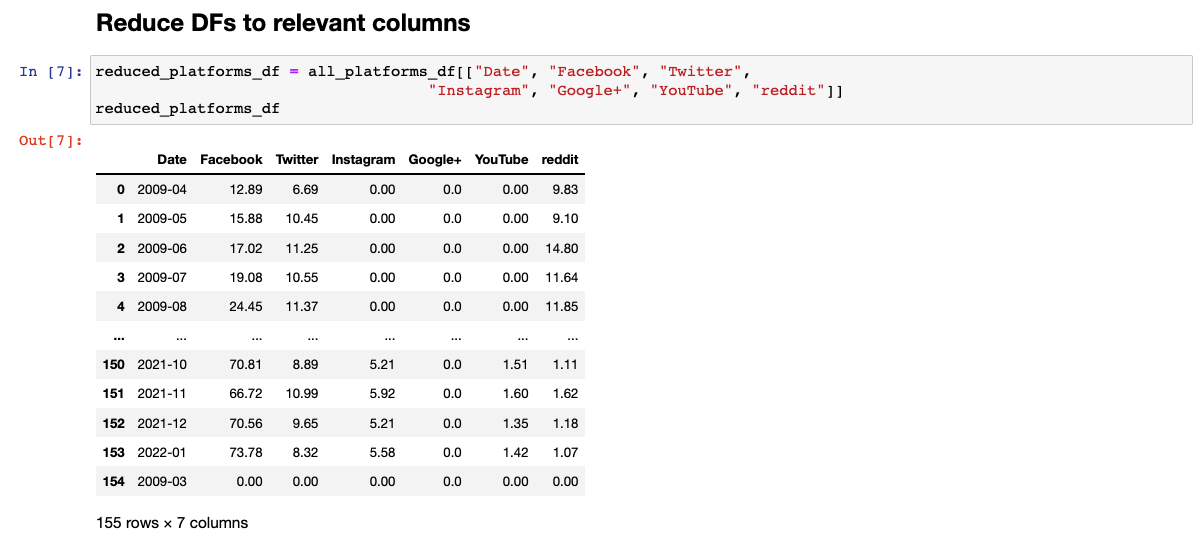 Reduce DFs to relevant columns
In [7]: reduced_platforms_df = all_platforms_df[["Date", "Facebook", "Twitter",
"Instagram", "Google+", "YouTube", "reddit"]]
reduced_platforms_df
Out[7]:
Date Facebook Twitter Instagram Google+ YouTube reddit
0 2009-04 12.89 6.69 0.00 0.0 0.00 9.83
1 2009-05 15.88 10.45 0.00 0.0 0.00 9.10
2 2009-06 17.02 11.25 0.00 0.0 0.00 14.80
3 2009-07 19.08 10.55 0.00 0.0 0.00 11.64
4 2009-08 24.45 11.37 0.00 0.0 0.00 11.85
... ... ... ... ... ... ... ...
150 2021-10 70.81 8.89 5.21 0.0 1.51 1.11
151 2021-11 66.72 10.99 5.92 0.0 1.60 1.62
152 2021-12 70.56 9.65 5.21 0.0 1.35 1.18
153 2022-01 73.78 8.32 5.58 0.0 1.42 1.07
154 2009-03 0.00 0.00 0.00 0.0 0.00 0.00
155 rows × 7 columns